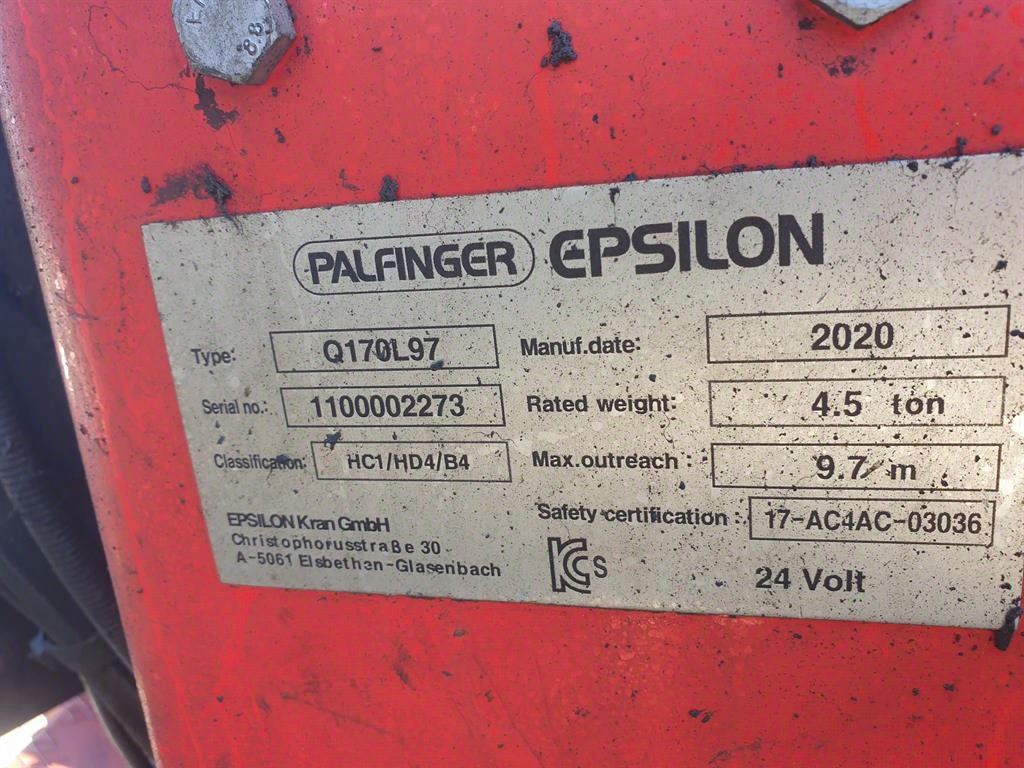 8.8
PALFINGER EPSILON
Type: Q170L97
Serial no.: 1100002273
Classification: HC1/HD4/B4
EPSILON Kran GmbH
Christophorusstraße 30
A-5061 Elsbethen-Glasenbach
Manuf.date: 2020
Rated weight: 4.5 ton
Max.outreach : 9.7 m
Safety certification : 17-AC4AC-03036
KCs 24 Volt